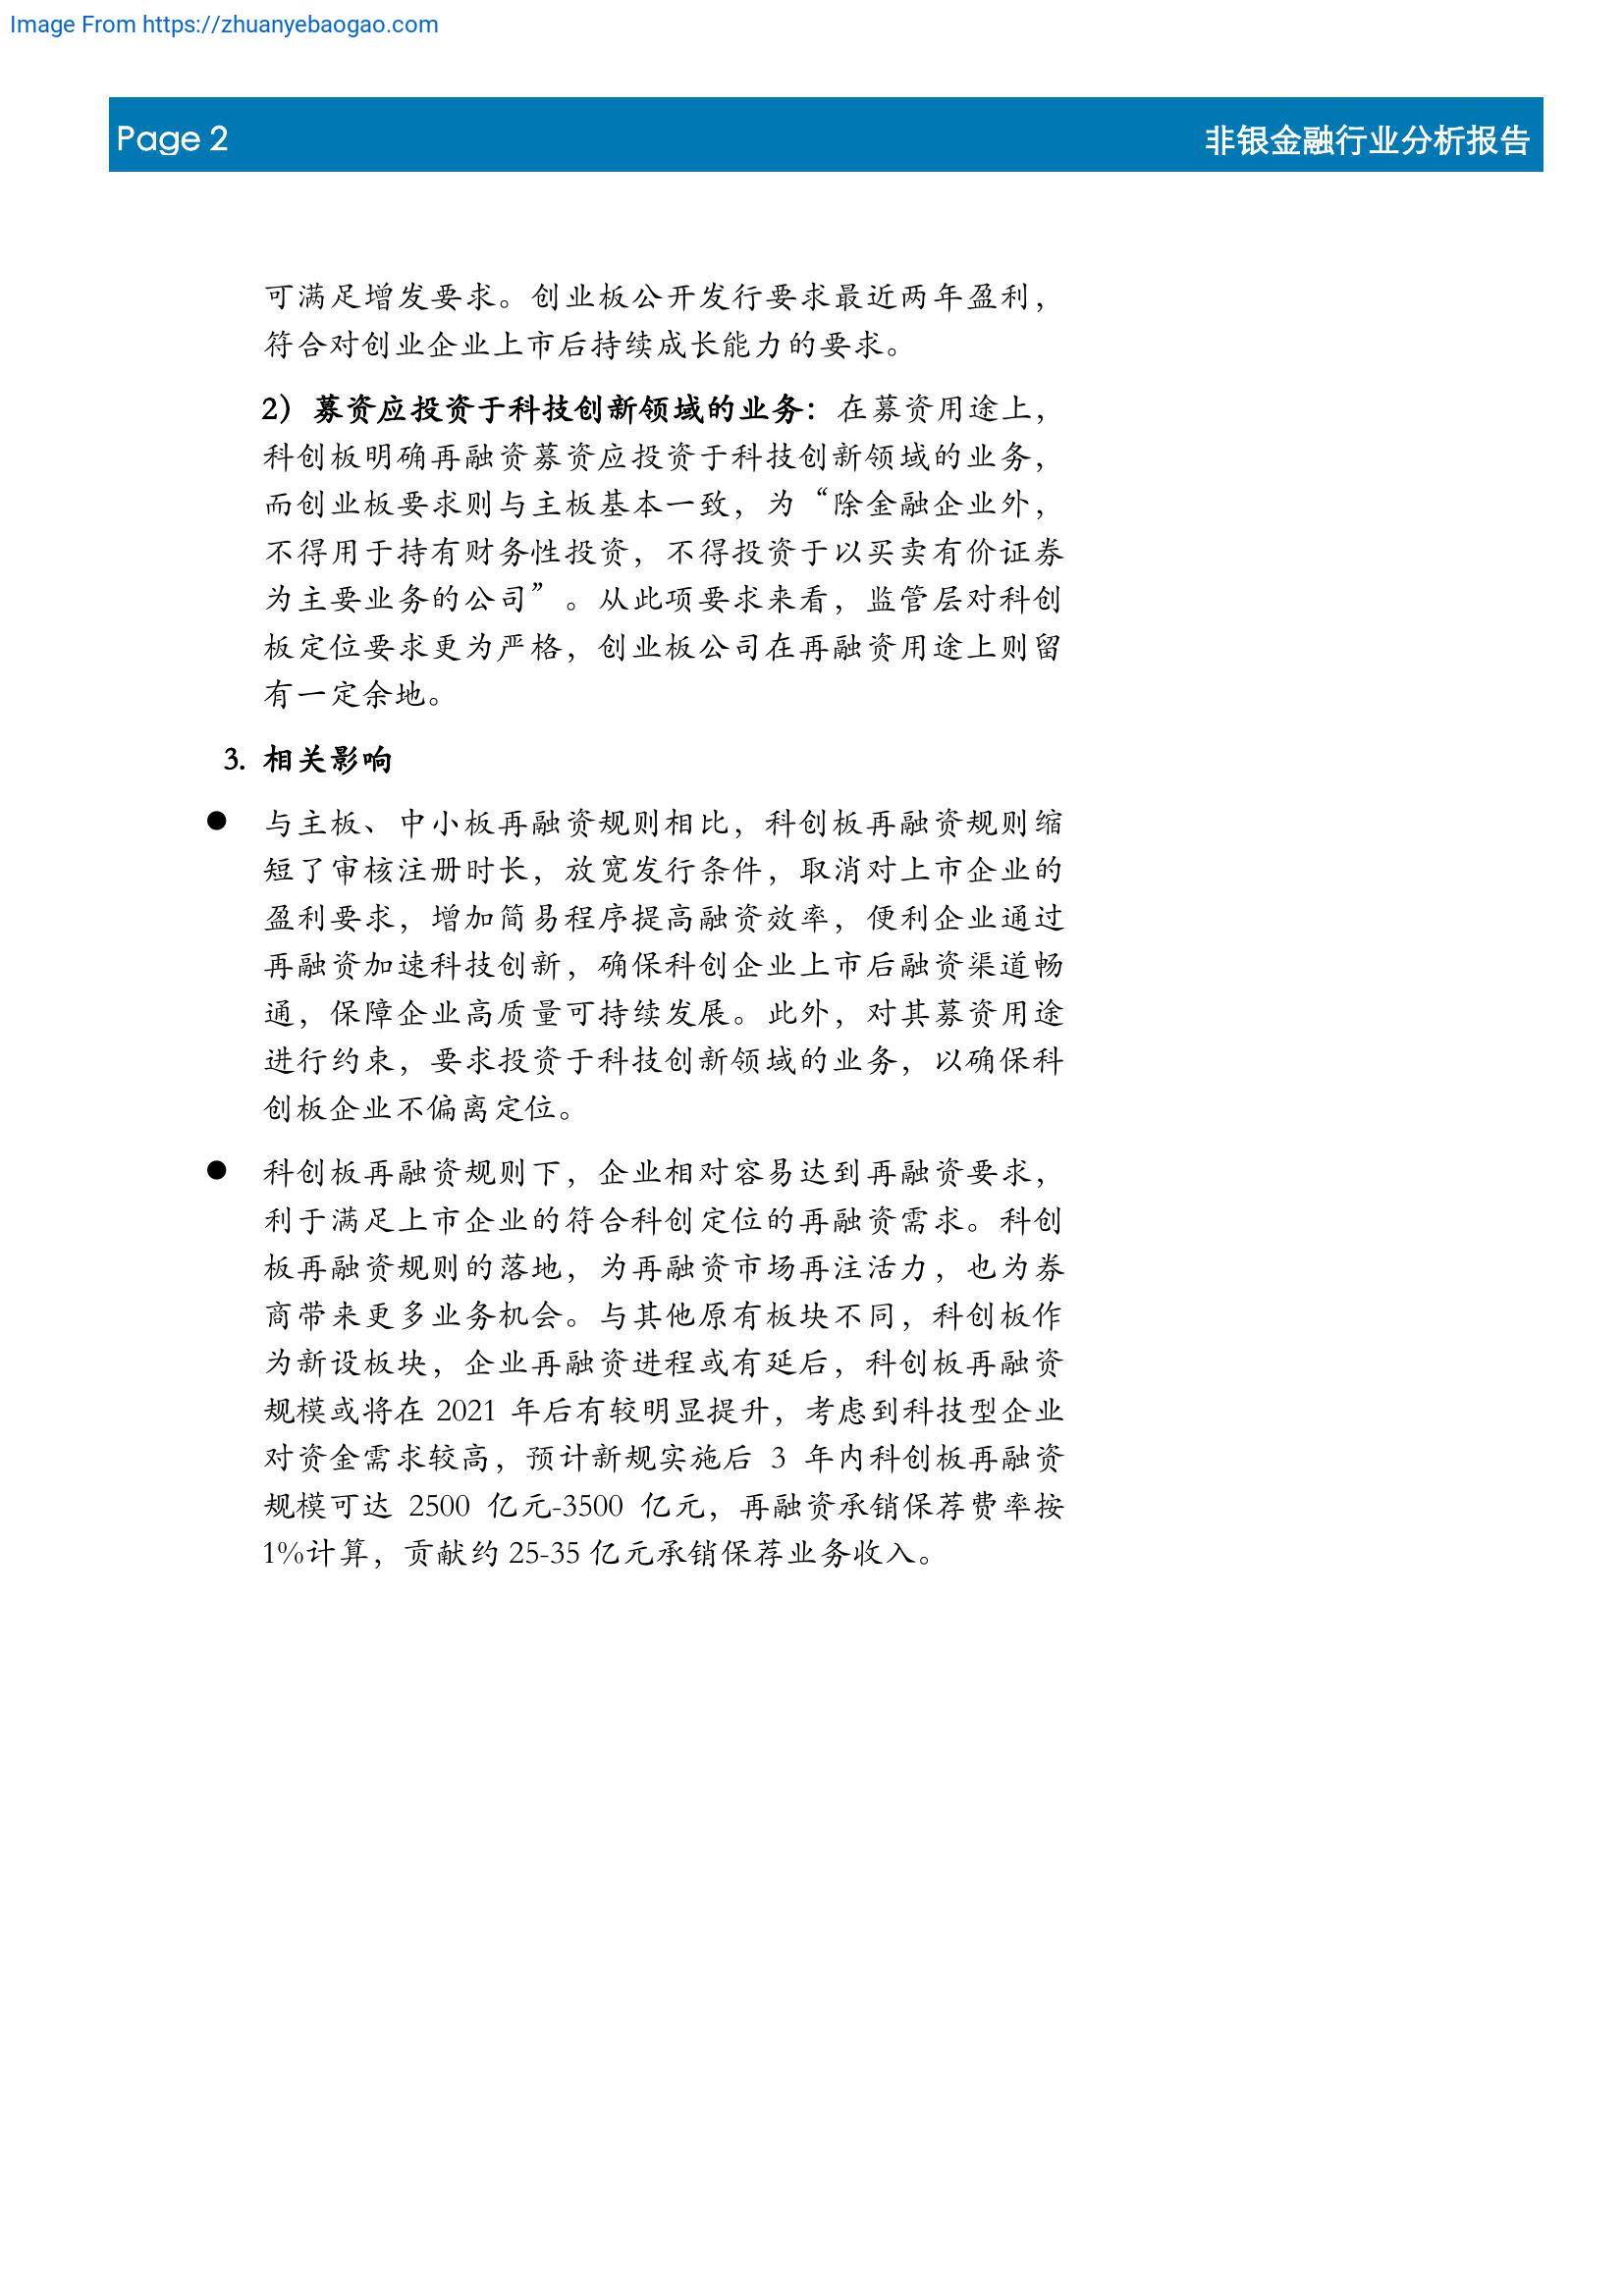 Image From https://zhuanyebaogao.com
Page 2
非银金融行业分析报告
可满足增发要求。创业板公开发行要求最近两年盈利，
符合对创业企业上市后持续成长能力的要求。
2）募资应投资于科技创新领域的业务：在募资用途上，
科创板明确再融资募资应投资于科技创新领域的业务，
而创业板要求则与主板基本一致，为“除金融企业外，
不得用于持有财务性投资，不得投资于以买卖有价证券
为主要业务的公司”。从此项要求来看，监管层对科创
板定位要求更为严格，创业板公司在再融资用途上则留
有一定余地。
3. 相关影响
● 与主板、中小板再融资规则相比，科创板再融资规则缩
短了审核注册时长，放宽发行条件，取消对上市企业的
盈利要求，增加简易程序提高融资效率，便利企业通过
再融资加速科技创新，确保科创企业上市后融资渠道畅
通，保障企业高质量可持续发展。此外，对其募资用途
进行约束，要求投资于科技创新领域的业务，以确保科
创板企业不偏离定位。
● 科创板再融资规则下，企业相对容易达到再融资要求，
利于满足上市企业的符合科创定位的再融资需求。科创
板再融资规则的落地，为再融资市场再注活力，也为券
商带来更多业务机会。与其他原有板块不同，科创板作
为新设板块，企业再融资进程或有延后，科创板再融资
规模或将在 2021 年后有较明显提升，考虑到科技型企业
对资金需求较高，预计新规实施后 3 年内科创板再融资
规模可达 2500 亿元-3500 亿元，再融资承销保荐费率按
1%计算，贡献约 25-35 亿元承销保荐业务收入。